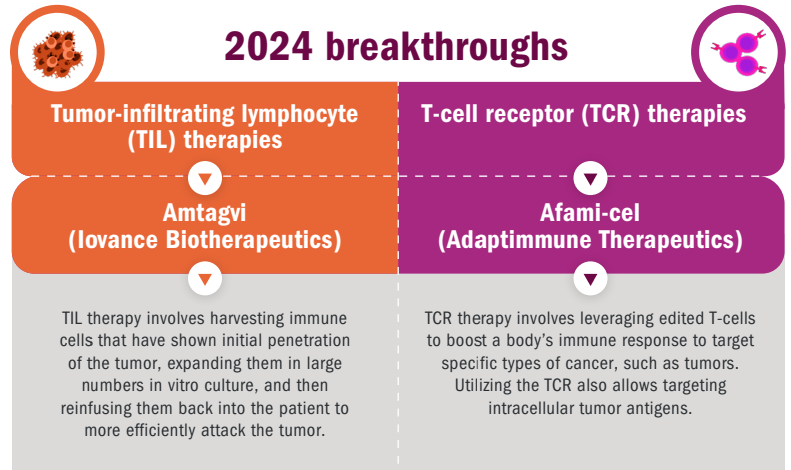 2024 breakthroughs
Tumor-infiltrating lymphocyte
(TIL) therapies
Amtagvi
(Iovance Biotherapeutics)
TIL therapy involves harvesting immune
cells that have shown initial penetration
of the tumor, expanding them in large
numbers in vitro culture, and then
reinfusing them back into the patient to
more efficiently attack the tumor.
T-cell receptor (TCR) therapies
Afami-cel
(Adaptimmune Therapeutics)
TCR therapy involves leveraging edited T-cells
to boost a body's immune response to target
specific types of cancer, such as tumors.
Utilizing the TCR also allows targeting
intracellular tumor antigens.